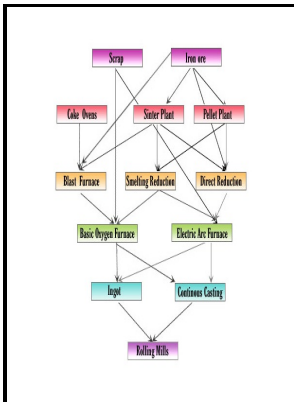 Scrap
Iron ore
Coke Ovens
Sinter Plant
Pellet Plant
Blast Furnace
Smelting Reduction
Direct Reduction
Basic Oxygen Furnace
Electric Arc Furnace
Ingot
Continous Casting
Rolling Mills